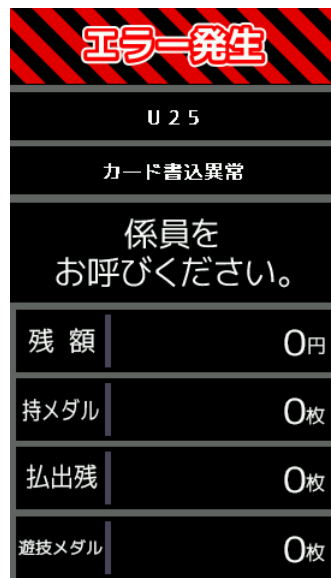 エラー発生
U25
カード書込異常
係員を
お呼びください。
残 額 0円
持メダル 0枚
払出残 0枚
遊技メダル 0枚